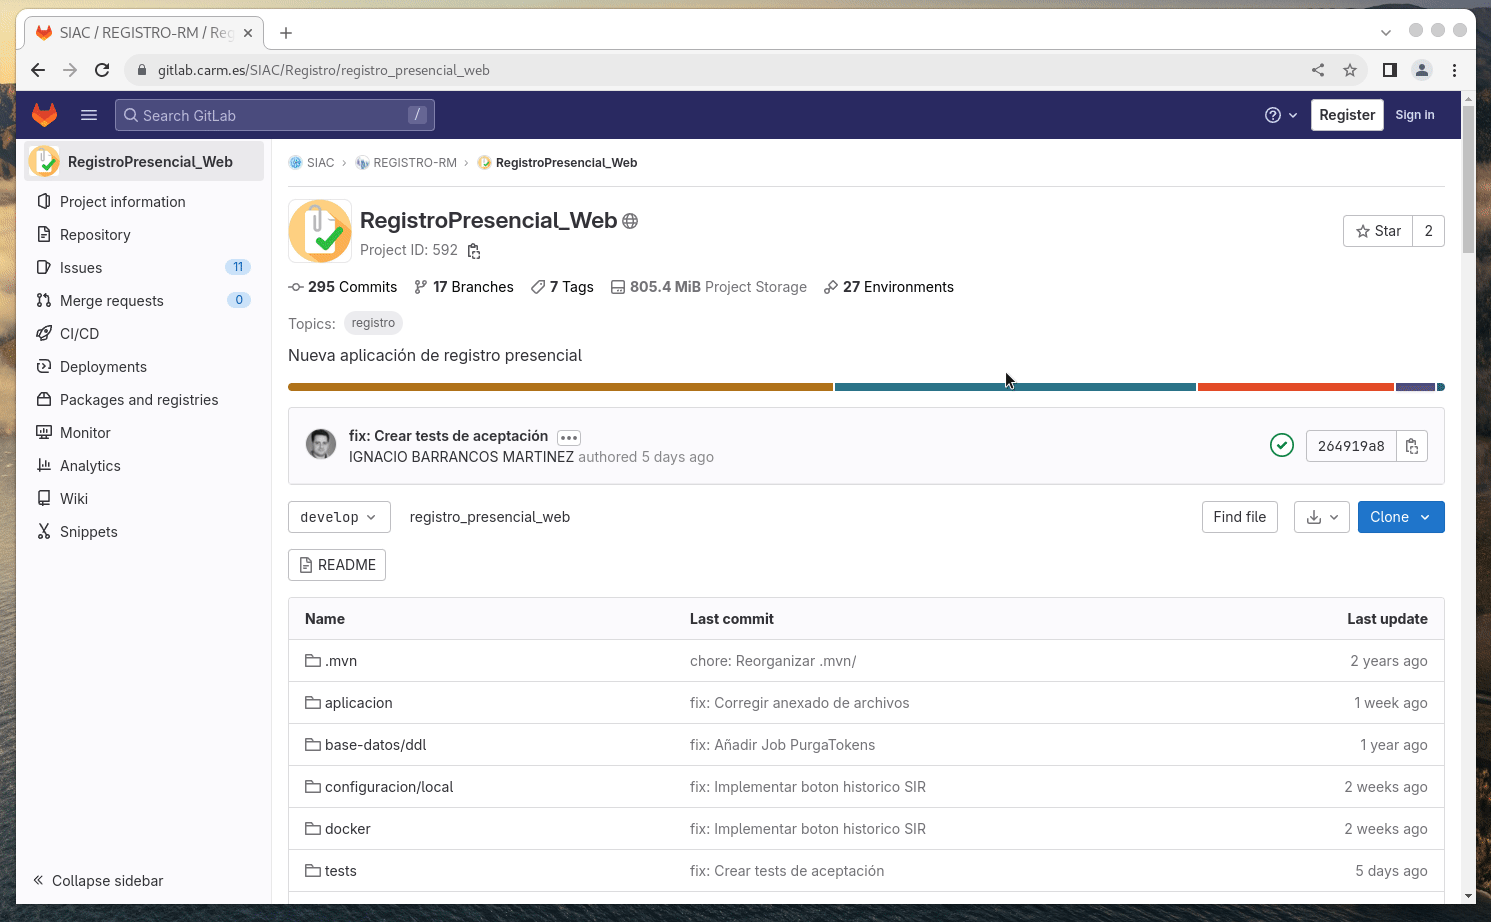 SIAC / REGISTRO-RM / Reg
gitlab.carm.es/SIAC/Registro/registro_presencial_web
Search GitLab /
Register Sign in
RegistroPresencial_Web
Project information
Repository
Issues 11
Merge requests 0
CI/CD
Deployments
Packages and registries
Monitor
Analytics
Wiki
Snippets
Collapse sidebar
SIAC › REGISTRO-RM › RegistroPresencial_Web
RegistroPresencial_Web
Project ID: 592
Star 2
295 Commits 17 Branches 7 Tags 805.4 MiB Project Storage 27 Environments
Topics: registro
Nueva aplicación de registro presencial
fix: Crear tests de aceptación
IGNACIO BARRANCOS MARTINEZ authored 5 days ago
264919a8
develop registro_presencial_web Find file Clone
README
Name Last commit Last update
.mvn chore: Reorganizar .mvn/ 2 years ago
aplicacion fix: Corregir anexado de archivos 1 week ago
base-datos/ddl fix: Añadir Job PurgaTokens 1 year ago
configuracion/local fix: Implementar boton historico SIR 2 weeks ago
docker fix: Implementar boton historico SIR 2 weeks ago
tests fix: Crear tests de aceptación 5 days ago